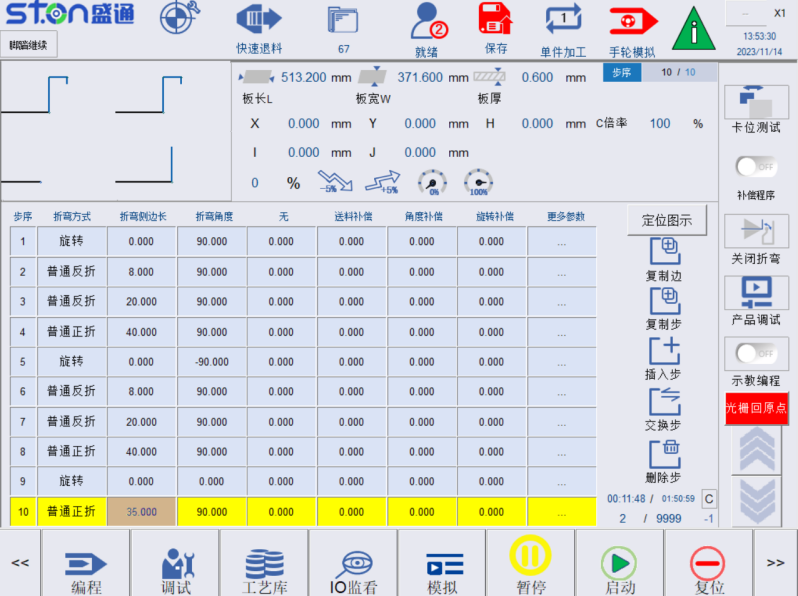 STON盛通
脚踏继续
快速退料
67
2
就绪
保存
1
单件加工
手轮模拟
i
...
X1
13:53:30
2023/11/14
513.200 mm 371.600 mm 0.600 mm
步序 10 / 10
板长L 板宽W 板厚
X 0.000 mm Y 0.000 mm H 0.000 mm C倍率 100 %
I 0.000 mm J 0.000 mm
0 % -5% +5% 0% 100%
卡位测试
OFF
补偿程序
关闭折弯
产品调试
OFF
示教编程
光栅回原点
步序 折弯方式 折弯侧边长 折弯角度 无 送料补偿 角度补偿 旋转补偿 更多参数
1 旋转 0.000 90.000 0.000 0.000 0.000 0.000 ...
2 普通反折 8.000 90.000 0.000 0.000 0.000 0.000 ...
3 普通反折 20.000 90.000 0.000 0.000 0.000 0.000 ...
4 普通正折 40.000 90.000 0.000 0.000 0.000 0.000 ...
5 旋转 0.000 -90.000 0.000 0.000 0.000 0.000 ...
6 普通反折 8.000 90.000 0.000 0.000 0.000 0.000 ...
7 普通反折 20.000 90.000 0.000 0.000 0.000 0.000 ...
8 普通正折 40.000 90.000 0.000 0.000 0.000 0.000 ...
9 旋转 0.000 0.000 0.000 0.000 0.000 0.000 ...
10 普通正折 35.000 90.000 0.000 0.000 0.000 0.000 ...
定位图示
复制边
复制步
插入步
交换步
删除步
00:11:48 / 01:50:59 C
2 / 9999 -1
<< 编程 调试 工艺库 IO监看 模拟 暂停 启动 复位 >>